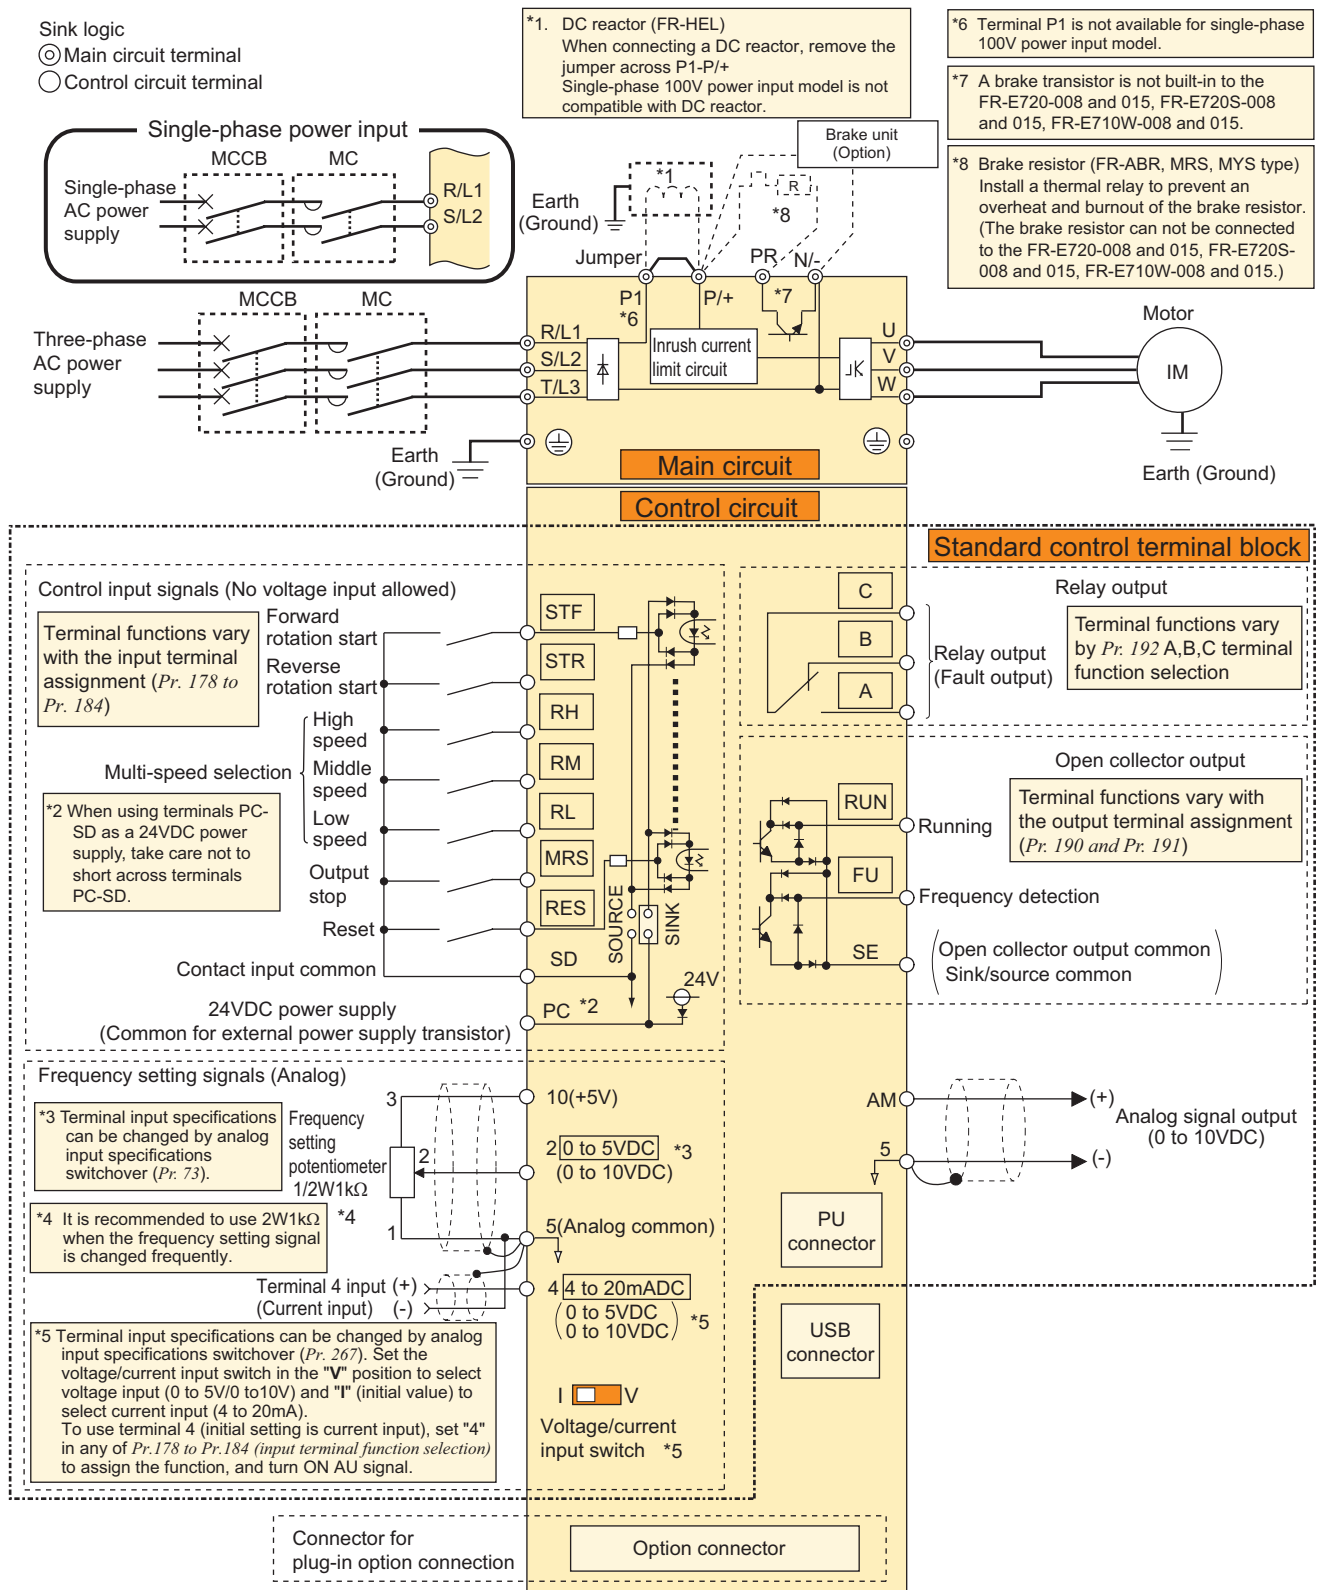 Sink logic
Main circuit terminal
Control circuit terminal
*1. DC reactor (FR-HEL)
When connecting a DC reactor, remove the
jumper across P1-P/+
Single-phase 100V power input model is not
compatible with DC reactor.
*6 Terminal P1 is not available for single-phase
100V power input model.
*7 A brake transistor is not built-in to the
FR-E720-008 and 015, FR-E720S-008
and 015, FR-E710W-008 and 015.
*8 Brake resistor (FR-ABR, MRS, MYS type)
Install a thermal relay to prevent an
overheat and burnout of the brake resistor.
(The brake resistor can not be connected
to the FR-E720-008 and 015, FR-E720S-
008 and 015, FR-E710W-008 and 015.)
Single-phase power input
MCCB MC
Single-phase
AC power
supply
R/L1
S/L2
Brake unit
(Option)
*1
R
*8
Earth
(Ground)
Jumper
PR
N/-
P1
*6
P/+
*7
MCCB MC
Three-phase
AC power
supply
R/L1
S/L2
T/L3
Inrush current
limit circuit
U
V
W
Motor
IM
Earth
(Ground)
Earth (Ground)
Main circuit
Control circuit
Standard control terminal block
Control input signals (No voltage input allowed)
Terminal functions vary
with the input terminal
assignment (Pr. 178 to
Pr. 184)
Forward
rotation start
Reverse
rotation start
High
speed
Multi-speed selection
Middle
speed
Low
speed
Output
stop
Reset
*2 When using terminals PC-
SD as a 24VDC power
supply, take care not to
short across terminals
PC-SD.
Contact input common
24VDC power supply
(Common for external power supply transistor)
STF
STR
RH
RM
RL
MRS
RES
SD
PC *2
SOURCE
SINK
24V
C
B
A
Relay output
Relay output
(Fault output)
Terminal functions vary
by Pr. 192 A,B,C terminal
function selection
Open collector output
RUN
Running
Terminal functions vary with
the output terminal assignment
(Pr. 190 and Pr. 191)
FU
Frequency detection
SE
Open collector output common
Sink/source common
Frequency setting signals (Analog)
*3 Terminal input specifications
can be changed by analog
input specifications
switchover (Pr. 73).
*4 It is recommended to use 2W1kΩ
when the frequency setting signal
is changed frequently.
Frequency
setting
potentiometer
1/2W1kΩ
*4
3
2
1
10(+5V)
2 0 to 5VDC *3
(0 to 10VDC)
5(Analog common)
Terminal 4 input (+)
(Current input) (-)
4 4 to 20mADC
0 to 5VDC
0 to 10VDC
*5
*5 Terminal input specifications can be changed by analog
input specifications switchover (Pr. 267). Set the
voltage/current input switch in the "V" position to select
voltage input (0 to 5V/0 to10V) and "I" (initial value) to
select current input (4 to 20mA).
To use terminal 4 (initial setting is current input), set "4"
in any of Pr.178 to Pr.184 (input terminal function selection)
to assign the function, and turn ON AU signal.
I V
Voltage/current
input switch *5
AM
(+)
Analog signal output
(0 to 10VDC)
5
(-)
PU
connector
USB
connector
Connector for
plug-in option connection
Option connector